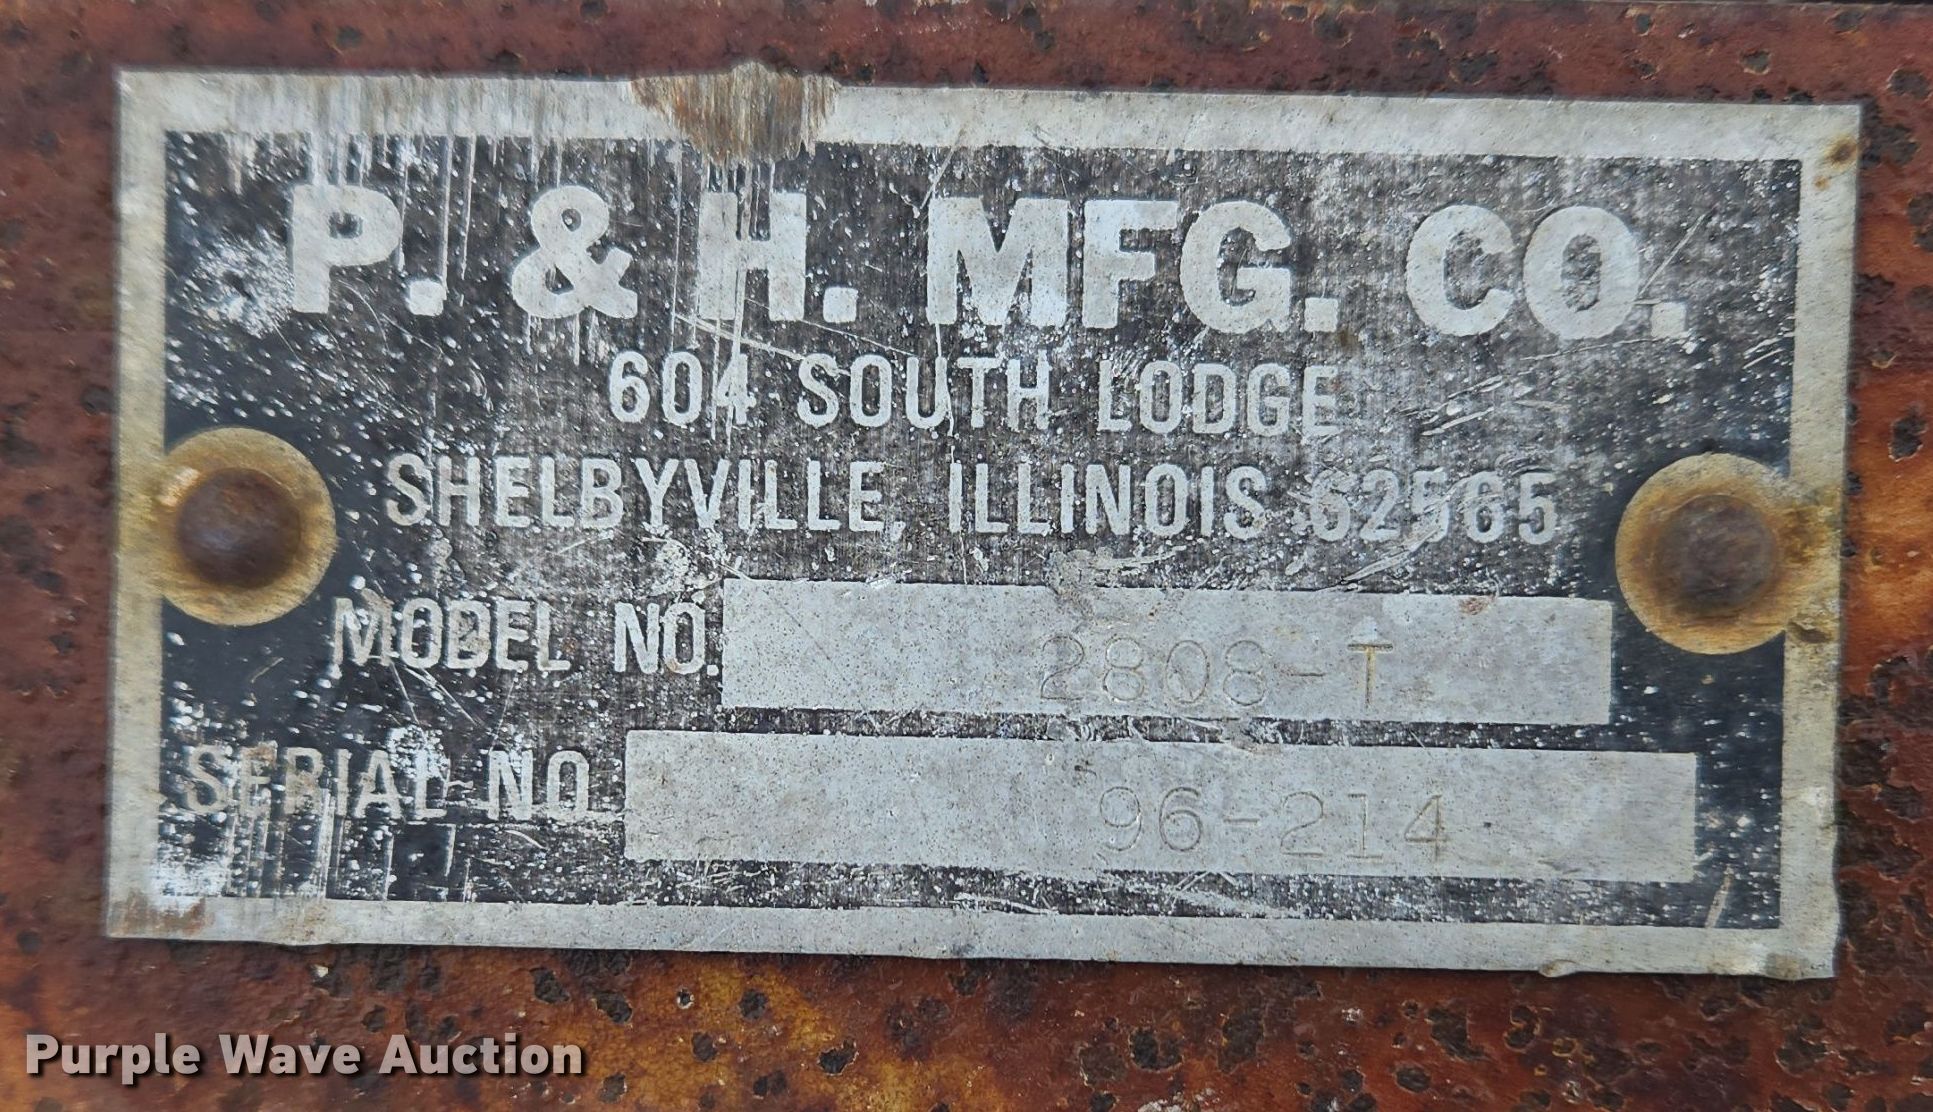 P. & H. MFG. CO.
604 SOUTH LODGE
SHELBYVILLE, ILLINOIS 62565
MODEL NO. 2808-T
SERIAL NO. 96-214
Purple Wave Auction